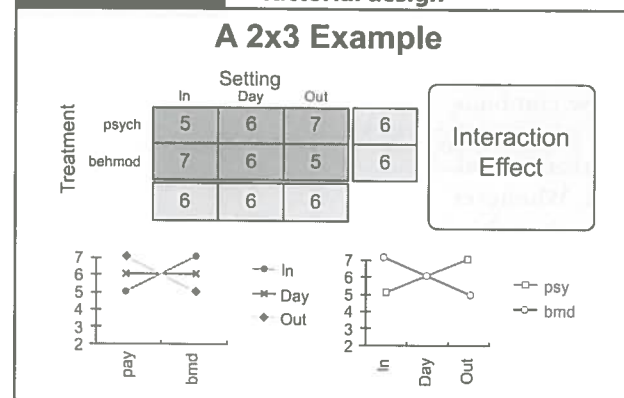 A 2x3 Example
Setting
In Day Out
Treatment
psych 5 6 7 6
behmod 7 6 5 6
6 6 6
Interaction
Effect
7
6
5
4
3
2
pay bmd
In
Day
Out
7
6
5
4
3
2
In Day Out
psy
bmd